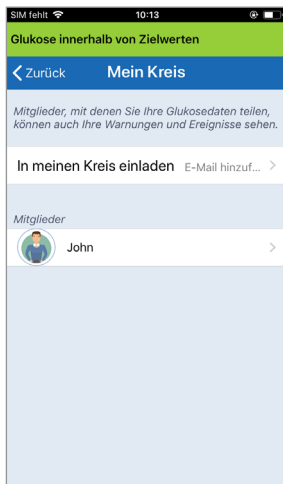 SIM fehlt 10:13
Glukose innerhalb von Zielwerten
Zurück Mein Kreis
Mitglieder, mit denen Sie Ihre Glukosedaten teilen,
können auch Ihre Warnungen und Ereignisse sehen.
In meinen Kreis einladen E-Mail hinzuf...
Mitglieder
John